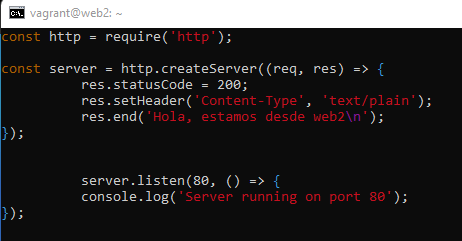 vagrant@web2: ~
const http = require('http');
const server = http.createServer((req, res) => {
        res.statusCode = 200;
        res.setHeader('Content-Type', 'text/plain');
        res.end('Hola, estamos desde web2\n');
});
        server.listen(80, () => {
        console.log('Server running on port 80');
});